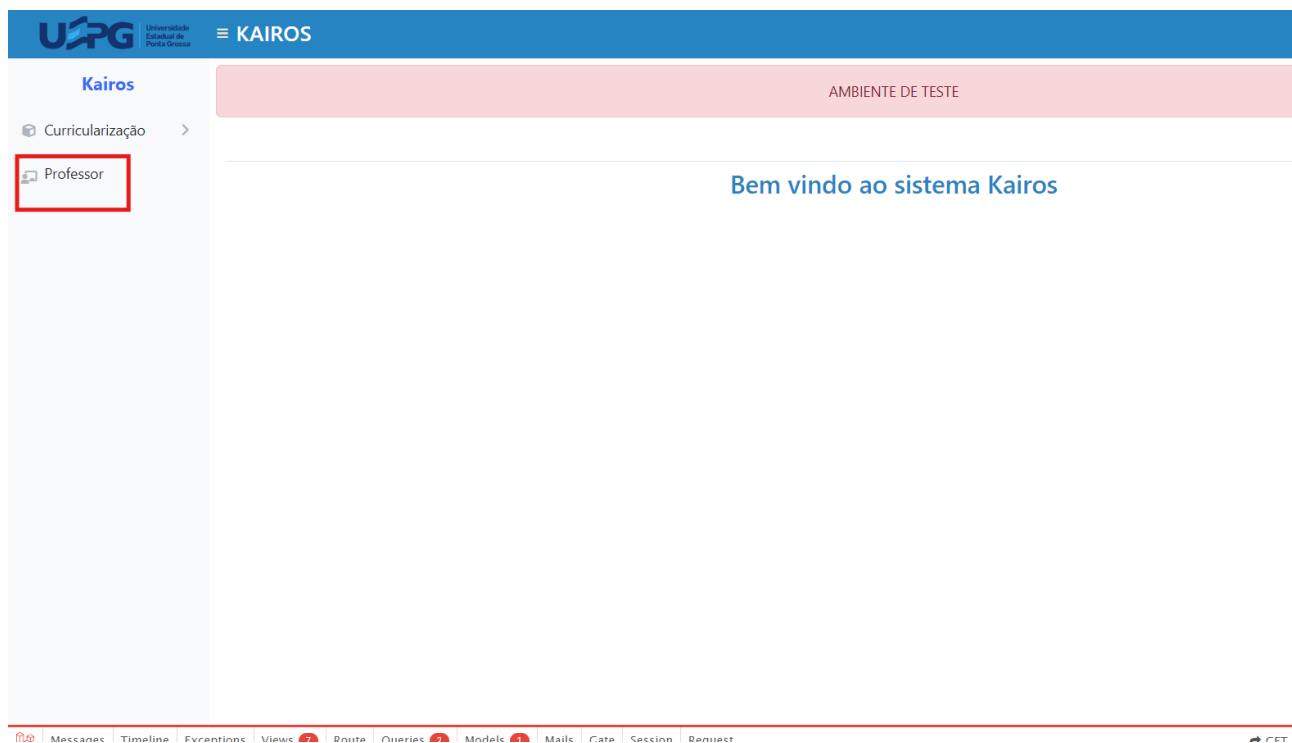 UEPG Universidade
Estadual de
Ponta Grossa
≡ KAIROS
Kairos
AMBIENTE DE TESTE
Curricularização
Professor
Bem vindo ao sistema Kairos
Messages Timeline Exceptions Views 7 Route Queries 2 Models 1 Mails Gate Session Request GET